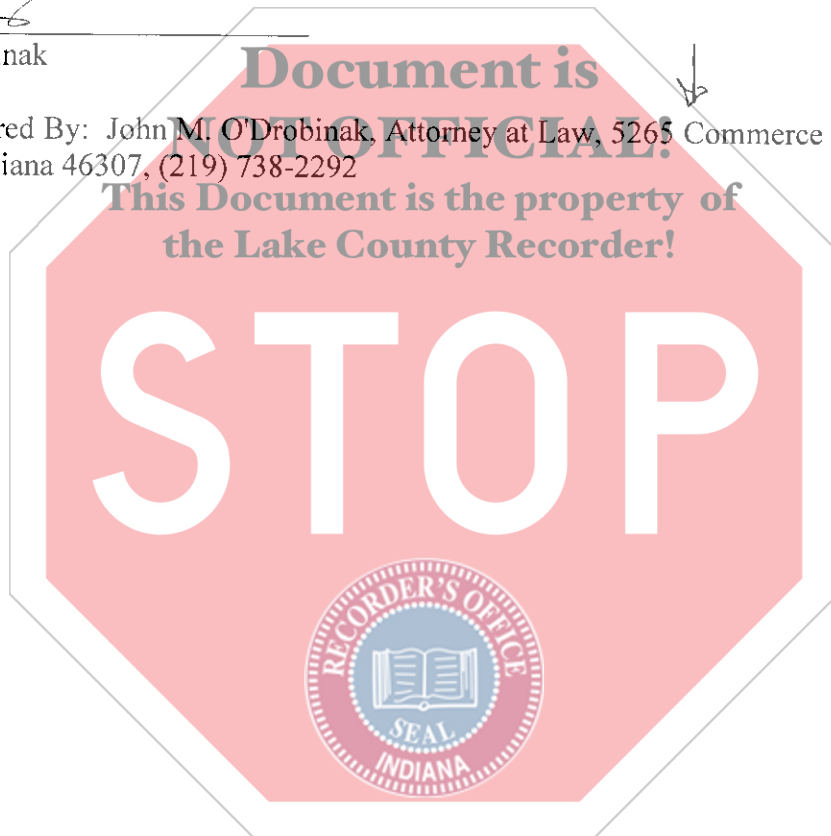 nak
Document is
red By: John M. O'Drobinak, Attorney at Law, 5265 Commerce
NOT OFFICIAL!
iana 46307, (219) 738-2292
This Document is the property of
the Lake County Recorder!
STOP
RECORDER'S OFFICE
SEAL
INDIANA